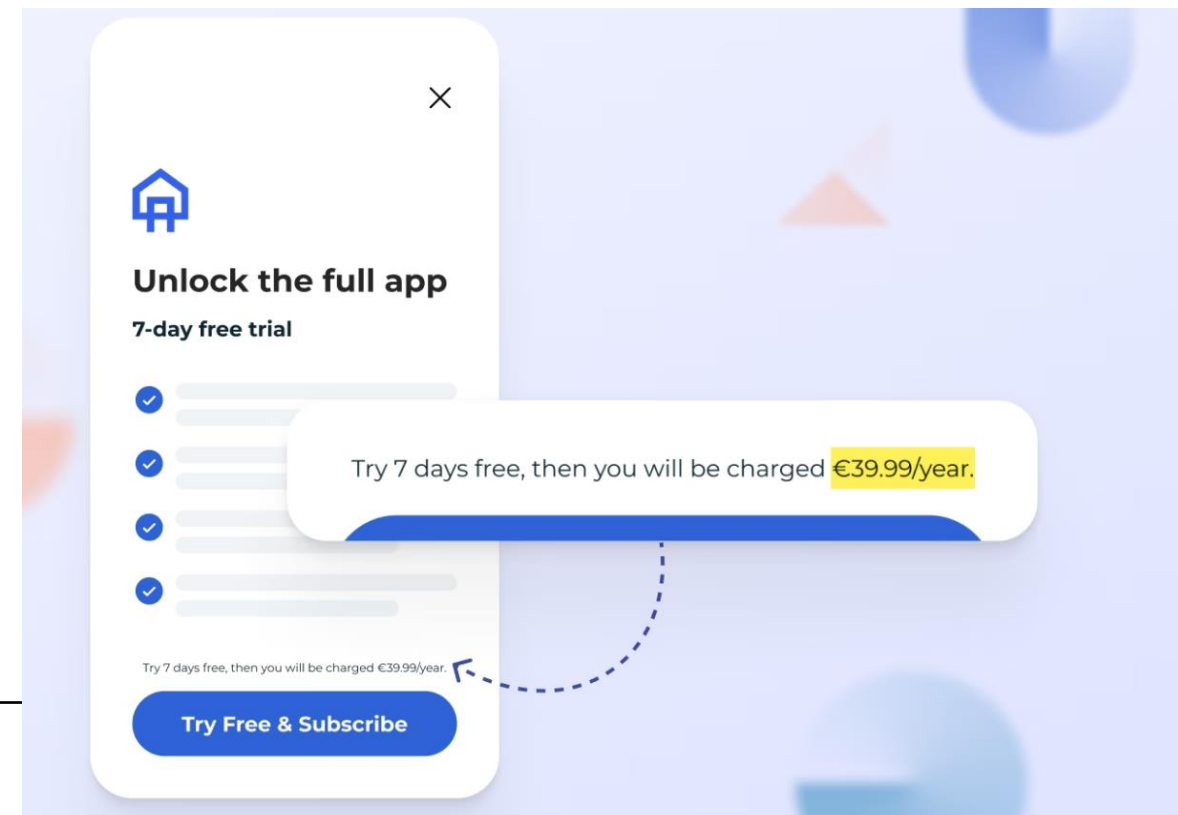 Unlock the full app
7-day free trial
Try 7 days free, then you will be charged €39.99/year.
Try 7 days free, then you will be charged €39.99/year.
Try Free & Subscribe